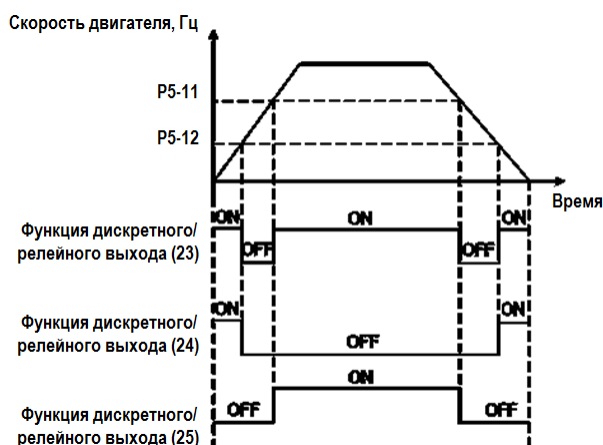 Скорость двигателя, Гц
P5-11
P5-12
Время
ON ON ON
Функция дискретного/
релейного выхода (23)
OFF OFF
ON ON
Функция дискретного/
релейного выхода (24)
OFF
ON
Функция дискретного/
релейного выхода (25)
OFF OFF